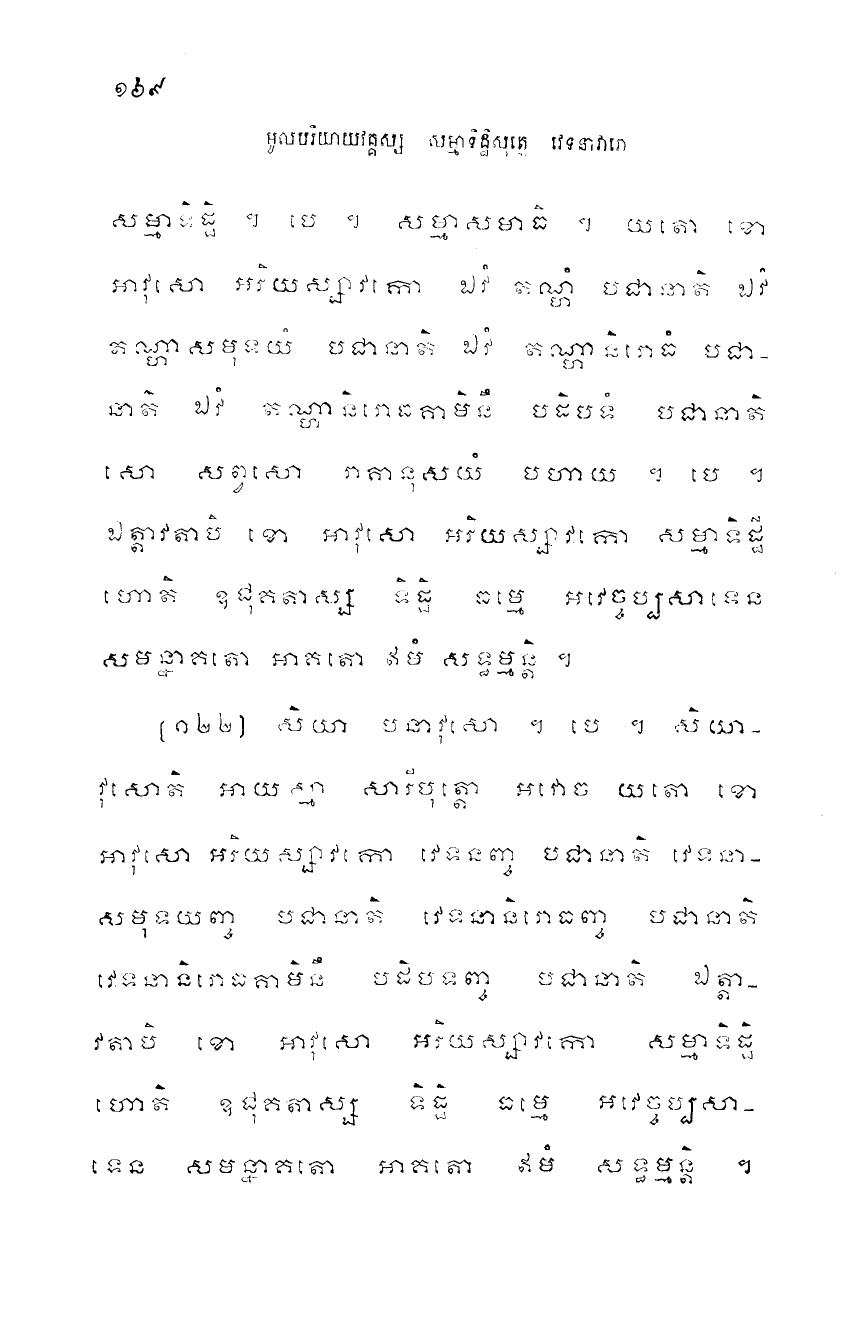 ១៦៩
មូលបរិយាយវគ្គស្ស សម្មាទិដ្ឋិសុត្តេ វេទនាវារោ
សម្មាទិដ្ឋិ ។ បេ ។ សម្មាសមាធិ ។ យតោ ខោ
អាវុសោ អរិយស្សាវកោ ឯវំ តណ្ហំ បជានាតិ ឯវំ
តណ្ហាសមុទយំ បជានាតិ ឯវំ តណ្ហានិរោធំ បជា-
នាតិ ឯវំ តណ្ហានិរោធគាមិនឹ បដិបទំ បជានាតិ
សោ សព្វសោ រាគានុសយំ បហាយ ។ បេ ។
ឯត្តាវតាបិ ខោ អាវុសោ អរិយស្សាវកោ សម្មាទិដ្ឋី
ហោតិ ឧជុគតាស្ស ទិដ្ឋិ ធម្មេ អវេច្ចប្បសាទេន
សមន្នាគតោ អាគតោ ឥមំ សទ្ធម្មន្តិ ។
[១២២] សិយា បនាវុសោ ។ បេ ។ សិយា-
វុសោតិ អាយស្មា សារីបុត្តោ អវោច យតោ ខោ
អាវុសោ អរិយស្សាវកោ វេទនញ្ច បជានាតិ វេទនា-
សមុទយញ្ច បជានាតិ វេទនានិរោធញ្ច បជានាតិ
វេទនានិរោធគាមិនឹ បដិបទញ្ច បជានាតិ ឯត្តា-
វតាបិ ខោ អាវុសោ អរិយស្សាវកោ សម្មាទិដ្ឋិ
ហោតិ ឧជុគតាស្ស ទិដ្ឋិ ធម្មេ អវេច្ចប្បសា-
ទេន សមន្នាគតោ អាគតោ ឥមំ សទ្ធម្មន្តិ ។